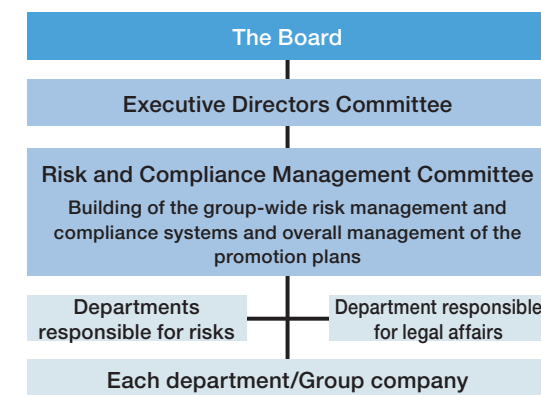 The Board
Executive Directors Committee
Risk and Compliance Management Committee
Building of the group-wide risk management and
compliance systems and overall management of the
promotion plans
Departments
responsible for risks
Department responsible
for legal affairs
Each department/Group company